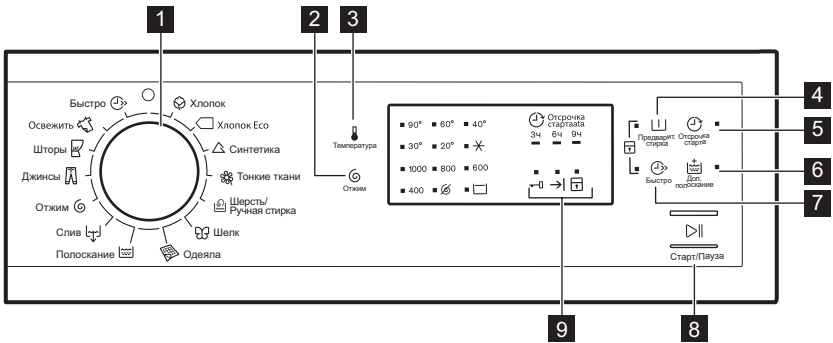 1
2
3
4
5
6
7
8
9
Быстро
Хлопок
Освежить
Хлопок Eco
Шторы
Синтетика
Джинсы
Тонкие ткани
Отжим
Шерсть/
Ручная стирка
Слив
Шелк
Полоскание
Одеяла
Температура
Отжим
90° 60° 40°
30° 20°
1000 800 600
400
Отсрочка
стартаata
3ч 6ч 9ч
Предварит.
стирка
Отсрочка
старта
Быстро
Доп.
полоскание
Старт/Пауза